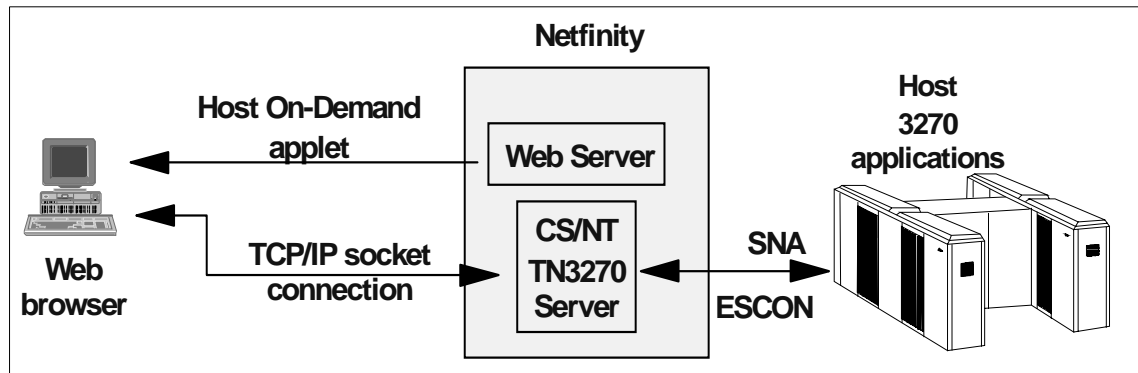 Netfinity
Host On-Demand
applet
Web Server
Host
3270
applications
Web
browser
TCP/IP socket
connection
CS/NT
TN3270
Server
SNA
ESCON